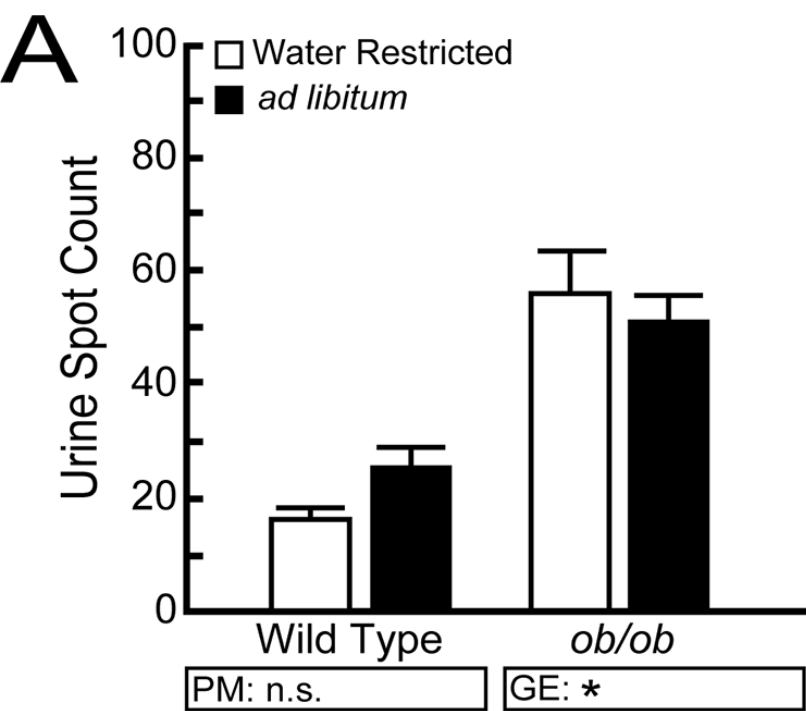 A
100
80
60
40
20
0
Urine Spot Count
Water Restricted
ad libitum
Wild Type
ob/ob
PM: n.s.
GE: *